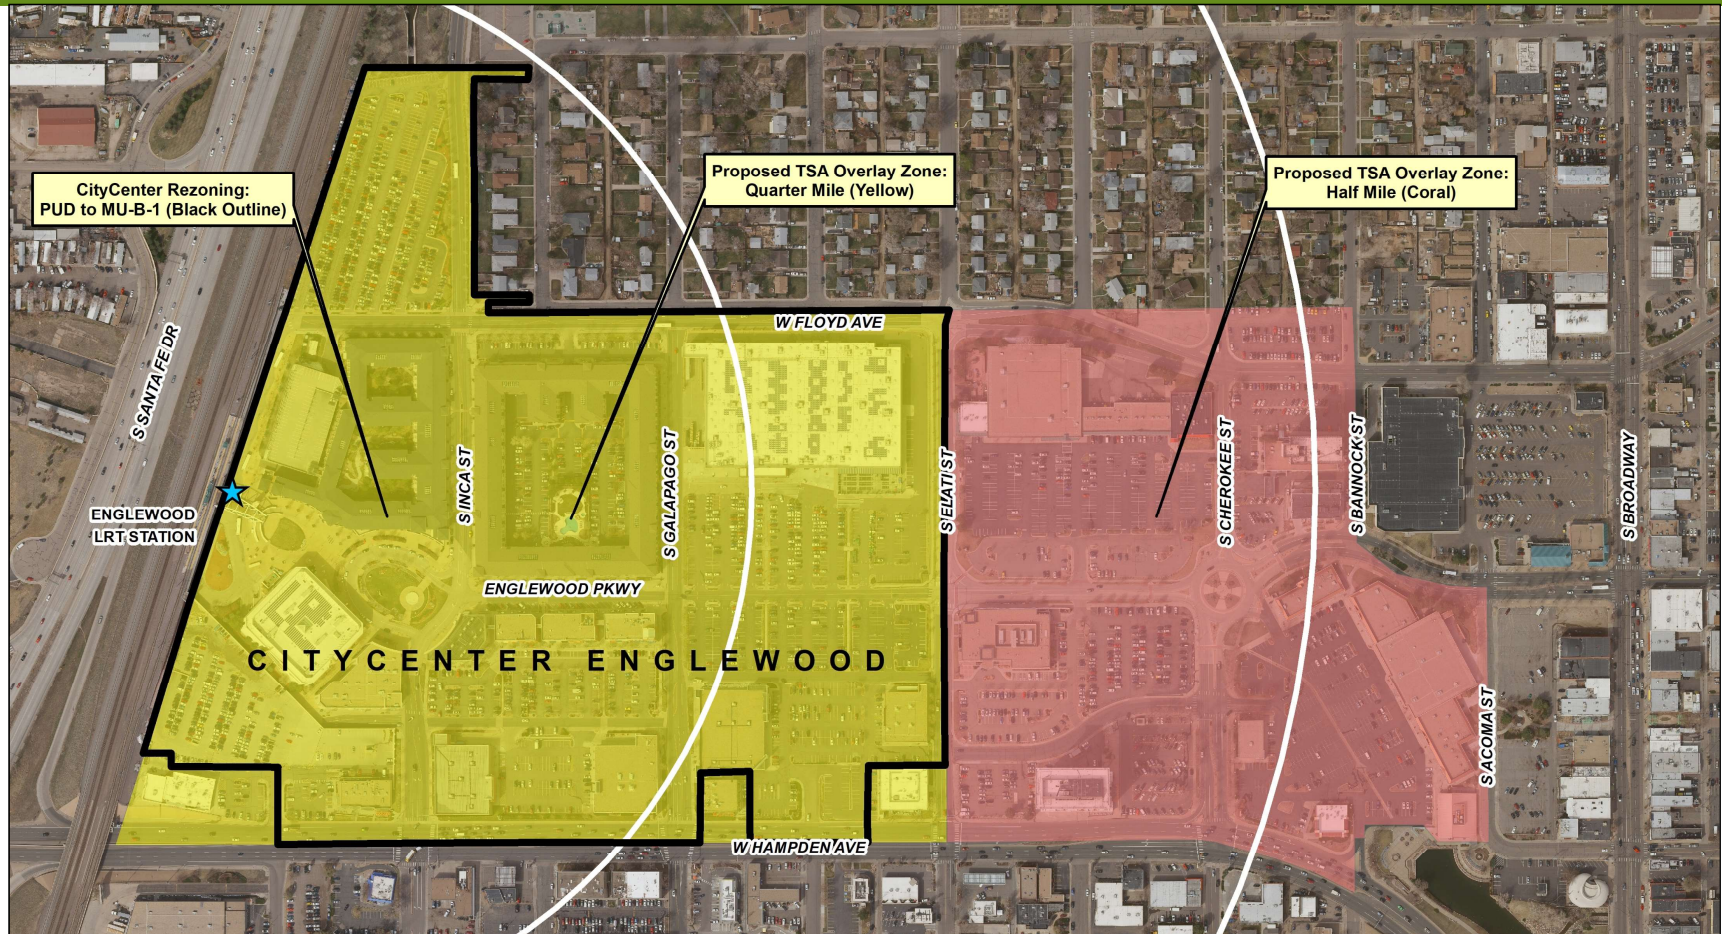 CityCenter Rezoning:
PUD to MU-B-1 (Black Outline)
Proposed TSA Overlay Zone:
Quarter Mile (Yellow)
Proposed TSA Overlay Zone:
Half Mile (Coral)
W FLOYD AVE
S SANTA FE DR
S INCA ST
S GALAPAGO ST
S ELATI ST
S CHEROKEE ST
S BANNOCK ST
S BROADWAY
ENGLEWOOD
LRT STATION
ENGLEWOOD PKWY
CITYCENTER ENGLEWOOD
S ACOMA ST
W HAMPDEN AVE